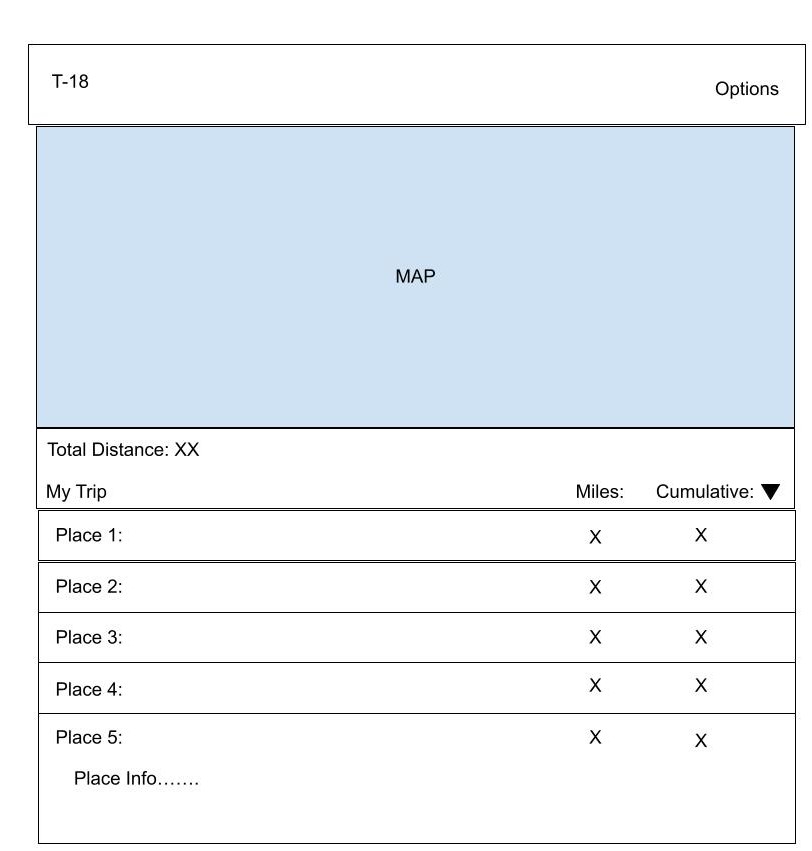 T-18
Options
MAP
Total Distance: XX
My Trip Miles: Cumulative:
Place 1: X X
Place 2: X X
Place 3: X X
Place 4: X X
Place 5: X X
Place Info…….